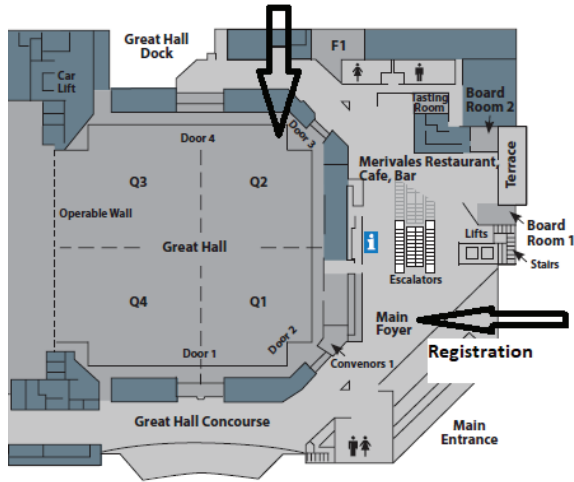 Great Hall
Dock
F1
Car
Lift
Tasting
Room
Board
Room 2
Door 4
Door 3
Merivales Restaurant,
Cafe, Bar
Terrace
Q3
Q2
Operable Wall
Great Hall
i
Lifts
Board
Room 1
Stairs
Escalators
Q4
Q1
Main
Foyer
Registration
Door 2
Door 1
Convenors 1
Great Hall Concourse
Main
Entrance